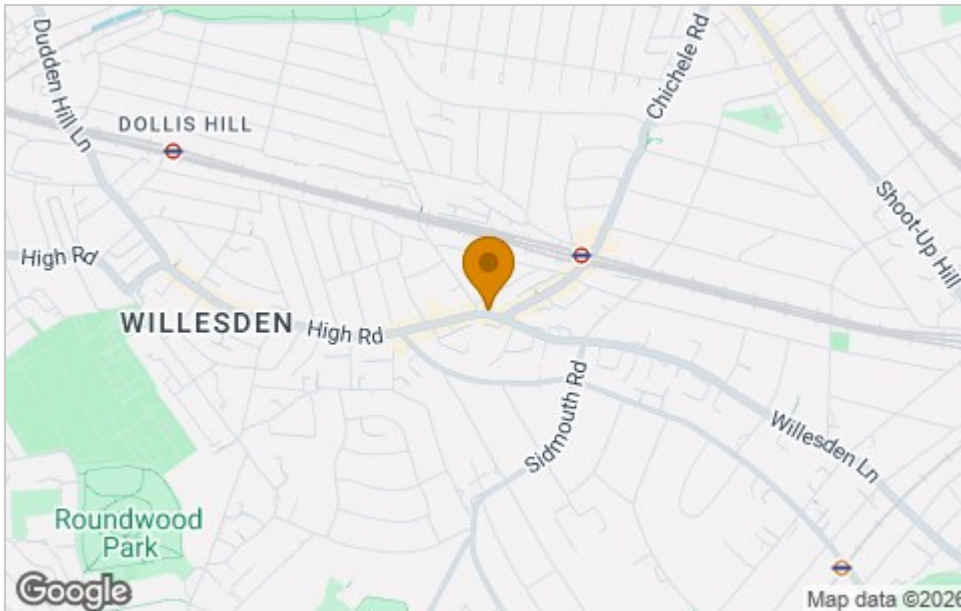 Dudden Hill Ln
Chichele Rd
DOLLIS HILL
Shoot-Up Hill
High Rd
WILLESDEN
High Rd
Sidmouth Rd
Willesden Ln
Roundwood
Park
Google
Map data ©2026